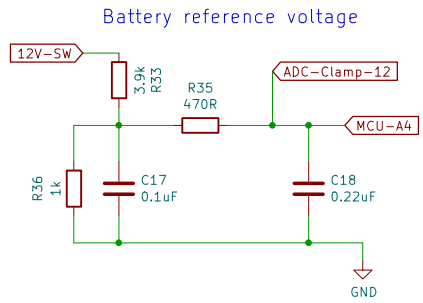 Battery reference voltage
12V-SW
3.9k
R33
R35
470R
ADC-Clamp-12
MCU-A4
R36
1k
C17
0.1uF
C18
0.22uF
GND